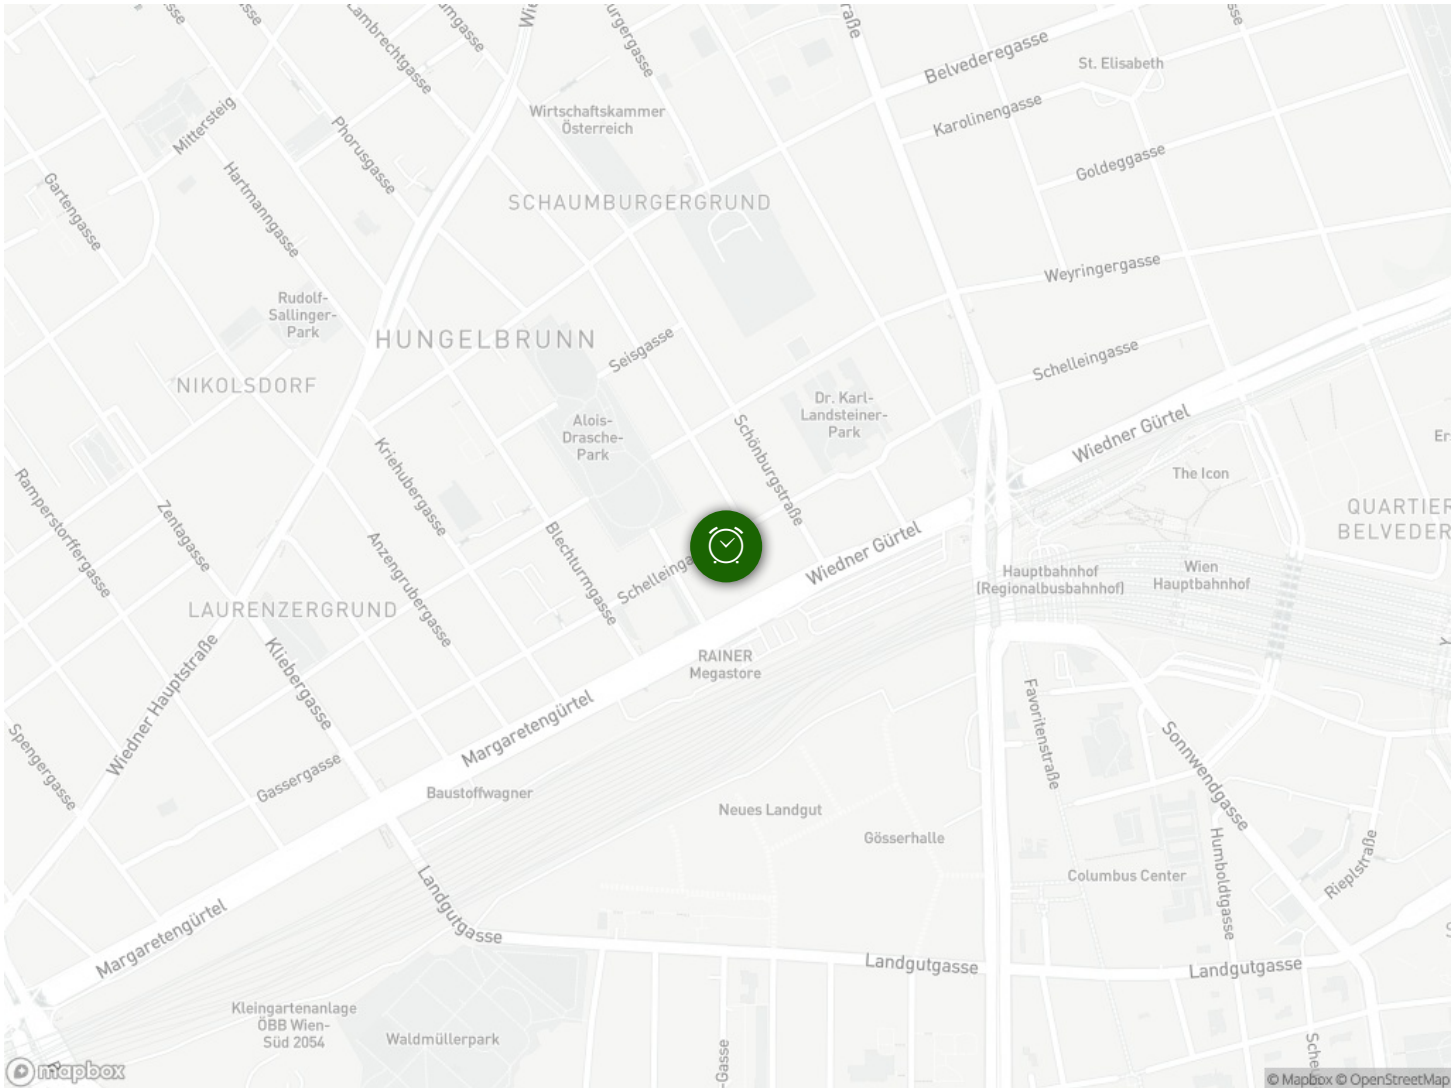 Lambrechtgasse
Belvederegasse
St. Elisabeth
Wirtschaftskammer
Österreich
Karolinengasse
Mittersteig
Phorusgasse
Goldeggasse
Gartengasse
Hartmanngasse
SCHAUMBURGERGRUND
Weyringergasse
Rudolf-
Sallinger-
Park
HUNGELBRUNN
Seisgasse
Schelleingasse
NIKOLSDORF
Dr. Karl-
Landsteiner-
Park
Alois-
Drasche-
Park
Schönburgstraße
Wiedner Gürtel
Kriehubergasse
The Icon
Ramperstorffergasse
Zentagasse
QUARTIER
BELVEDER
Anzengrubergasse
Blechturmgasse
Wiedner Gürtel
Hauptbahnhof
(Regionalbusbahnhof)
Wien
Hauptbahnhof
LAURENZERGRUND
Wiedner Hauptstraße
Kliebergasse
RAINER
Megastore
Favoritenstraße
Margaretengürtel
Spengergasse
Gassergasse
Baustoffwagner
Sonnwendgasse
Neues Landgut
Gösserhalle
Humboldtgasse
Rieplstraße
Columbus Center
Landgutgasse
Margaretengürtel
Landgutgasse
Landgutgasse
Kleingartenanlage
ÖBB Wien-
Süd 2054
Waldmüllerpark
-Gasse
mapbox
© Mapbox © OpenStreetMap